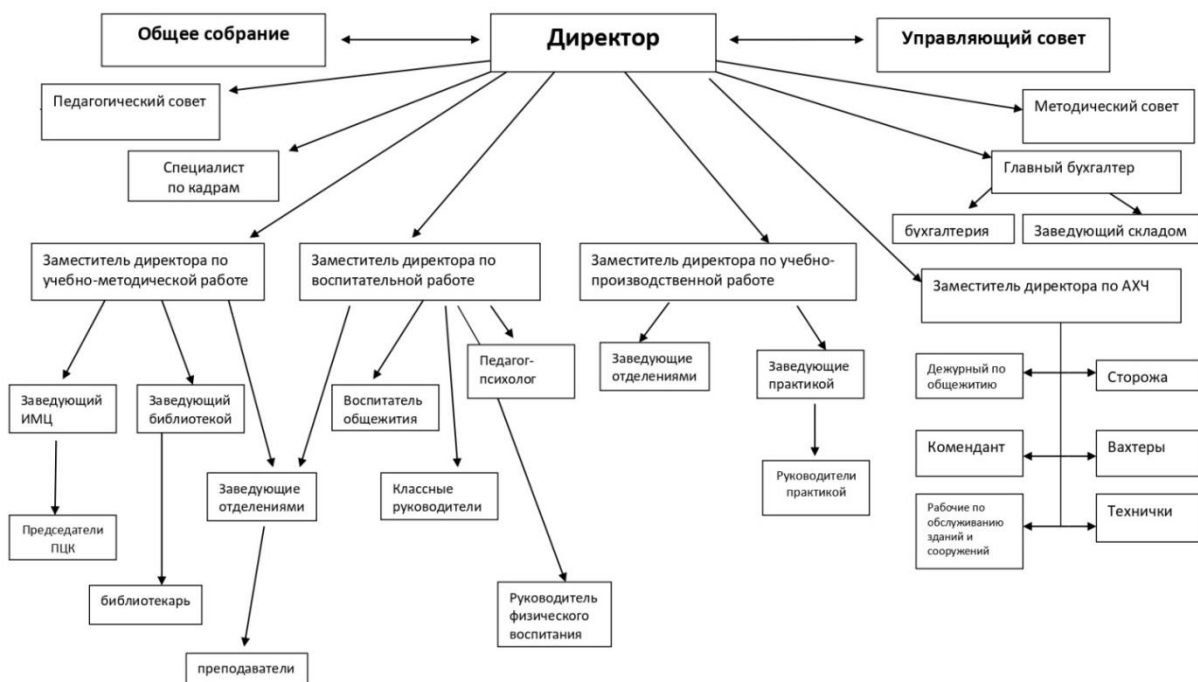 Общее собрание
Директор
Управляющий совет
Педагогический совет
Методический совет
Специалист
по кадрам
Главный бухгалтер
бухгалтерия
Заведующий складом
Заместитель директора по
учебно-методической работе
Заместитель директора по
воспитательной работе
Заместитель директора по учебно-
производственной работе
Заместитель директора по АХЧ
Заведующий
ИМЦ
Заведующий
библиотекой
Воспитатель
общежития
Педагог-
психолог
Заведующие
отделениями
Заведующие
практикой
Дежурный по
общежитию
Сторожа
Председатели
ПЦК
Заведующие
отделениями
Классные
руководители
Руководители
практикой
Комендант
Вахтеры
Рабочие по
обслуживанию
зданий и
сооружений
Технички
библиотекарь
Руководитель
физического
воспитания
преподаватели